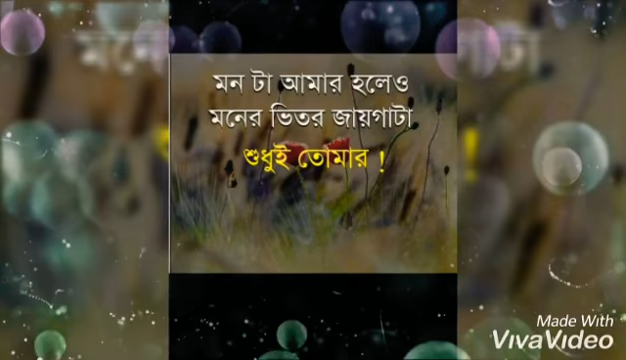 মন টা আমার হলেও
মনের ভিতর জায়গাটা
শুধুই তোমার !
Made With
VivaVideo